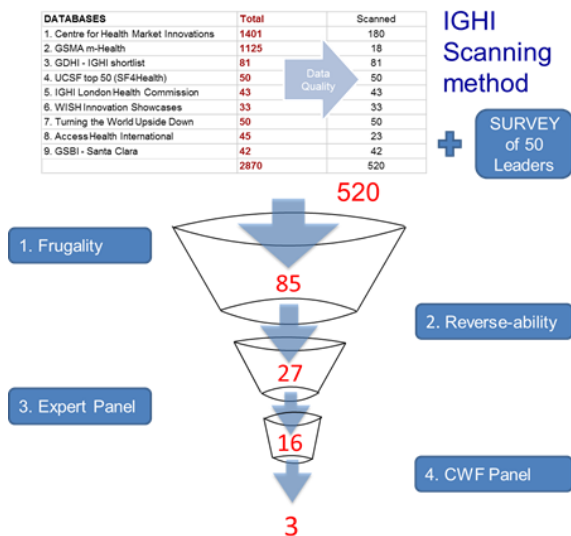 DATABASES Total Scanned
1. Centre for Health Market Innovations 1401 180
2. GSMA m-Health 1125 18
3. GDHI - IGHI shortlist 81 81
4. UCSF top 50 (SF4Health) 50 50
5. IGHI London Health Commission 43 43
6. WISH Innovation Showcases 33 33
7. Turning the World Upside Down 50 50
8. Access Health International 45 23
9. GSBI - Santa Clara 42 42
2870 520
Data
Quality
IGHI
Scanning
method
SURVEY
of 50
Leaders
520
1. Frugality
85
2. Reverse-ability
27
3. Expert Panel
16
4. CWF Panel
3